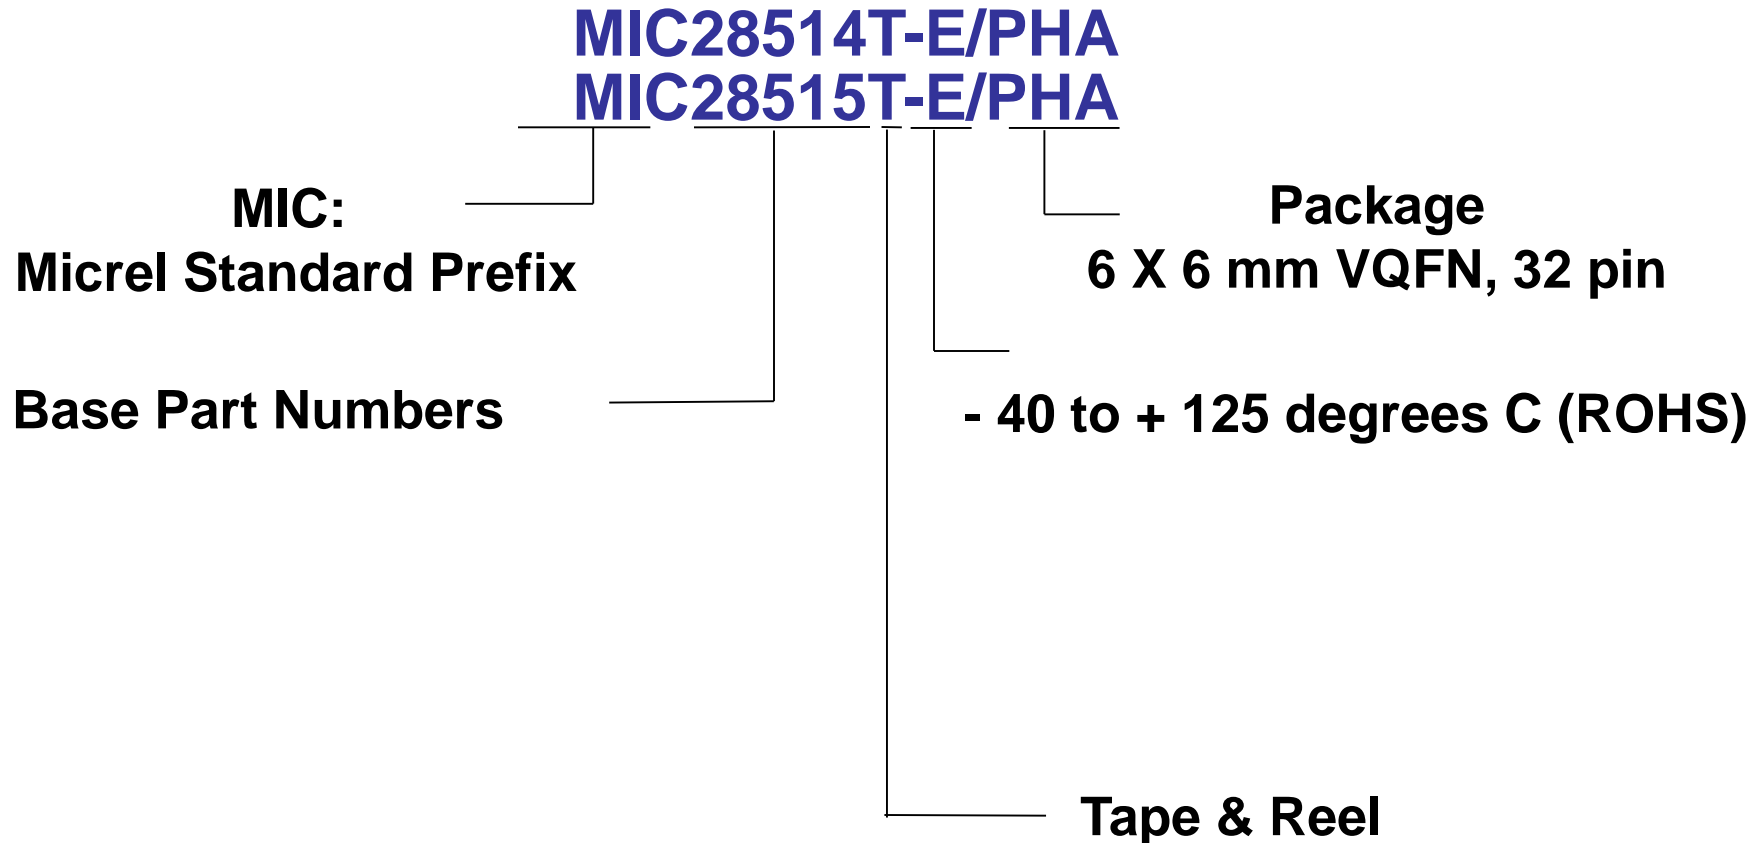 MIC28514T-E/PHA
MIC28515T-E/PHA
MIC:
Micrel Standard Prefix
Package
6 X 6 mm VQFN, 32 pin
Base Part Numbers
- 40 to + 125 degrees C (ROHS)
Tape & Reel